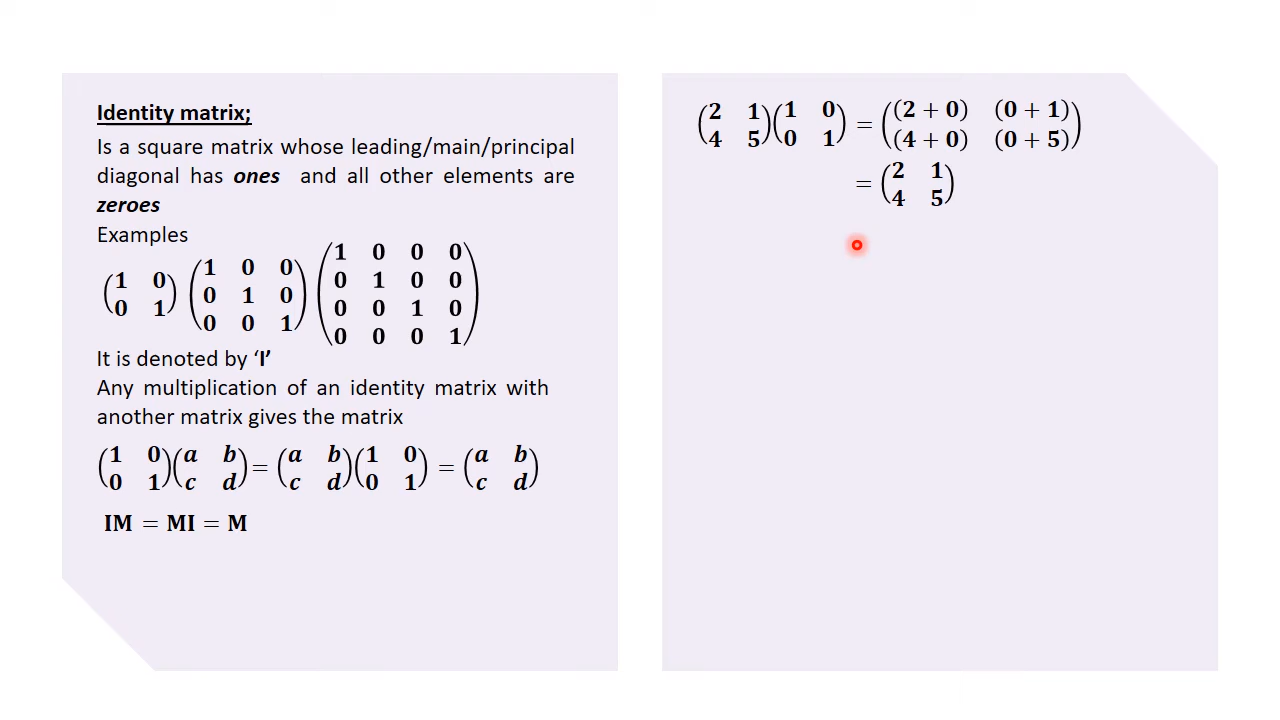 Identity matrix;
Is a square matrix whose leading/main/principal
diagonal has ones and all other elements are
zeroes
Examples
(1 0
0 1) (1 0 0
0 1 0
0 0 1) (1 0 0 0
0 1 0 0
0 0 1 0
0 0 0 1)
It is denoted by ‘I’
Any multiplication of an identity matrix with
another matrix gives the matrix
(1 0
0 1)(a b
c d) = (a b
c d)(1 0
0 1) = (a b
c d)
IM = MI = M
(2 1
4 5)(1 0
0 1) = ((2 + 0) (0 + 1)
(4 + 0) (0 + 5))
= (2 1
4 5)